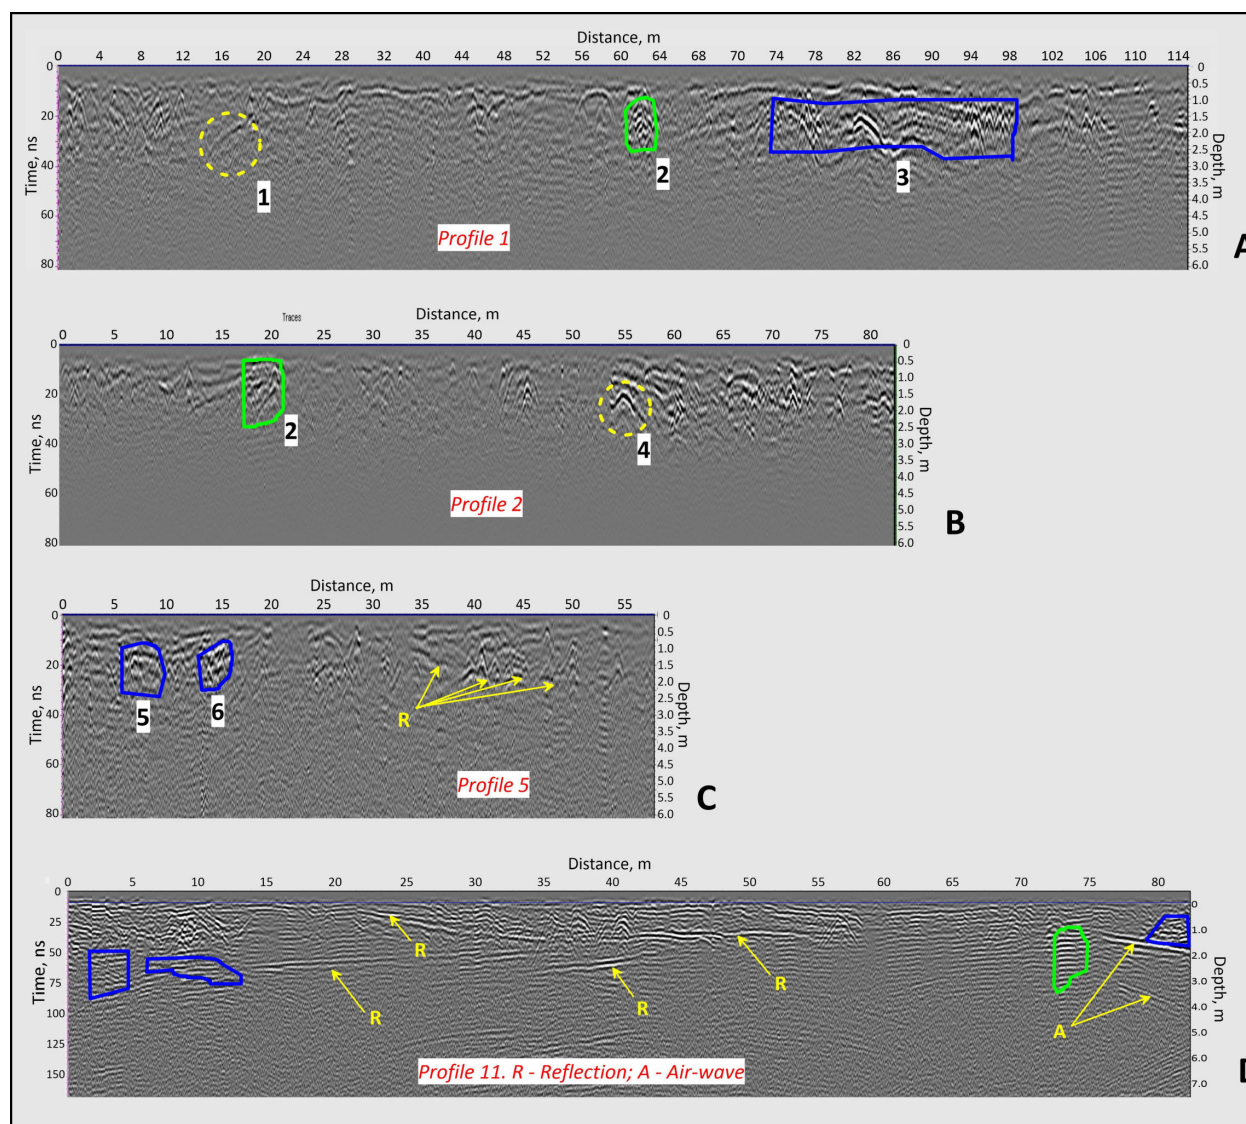 Distance, m
0 4 8 12 16 20 24 28 32 40 44 48 52 56 60 64 68 70 74 78 82 86 90 94 98 102 106 110 114
0 20 40 60 80
Time, ns
0 0.5 1.0 1.5 2.0 2.5 3.0 3.5 4.0 4.5 5.0 5.5 6.0
Depth, m
1
2
3
Profile 1
A
Traces
Distance, m
0 5 10 15 20 25 30 35 40 45 50 55 60 65 70 75 80
0 20 40 60 80
Time, ns
0 0.5 1.0 1.5 2.0 2.5 3.0 3.5 4.0 4.5 5.0 5.5 6.0
Depth, m
2
4
Profile 2
B
Distance, m
0 5 10 15 20 25 30 35 40 45 50 55
0 20 40 60 80
Time, ns
0 0.5 1.0 1.5 2.0 2.5 3.0 3.5 4.0 4.5 5.0 5.5 6.0
Depth, m
5
6
R
Profile 5
C
Distance, m
0 5 10 15 20 25 30 35 40 45 50 55 60 65 70 75 80
0 25 50 75 100 125 150
Time, ns
0 1.0 2.0 3.0 4.0 5.0 6.0 7.0
Depth, m
R
R
R
R
A
Profile 11. R - Reflection; A - Air-wave
D